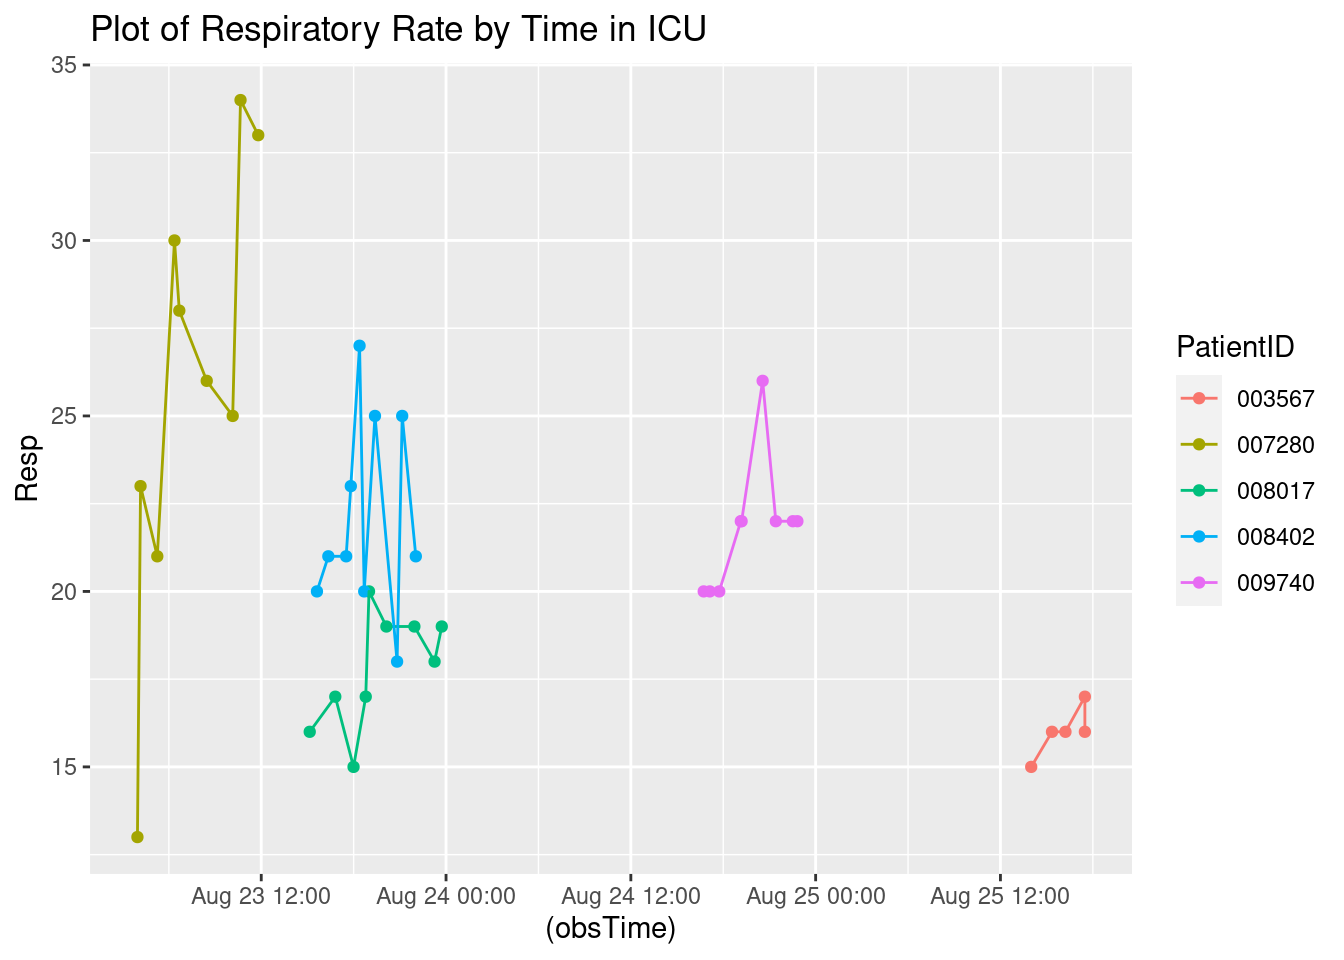 Plot of Respiratory Rate by Time in ICU
35
30
25
20
15
Resp
Aug 23 12:00
Aug 24 00:00
Aug 24 12:00
Aug 25 00:00
Aug 25 12:00
(obsTime)
PatientID
003567
007280
008017
008402
009740